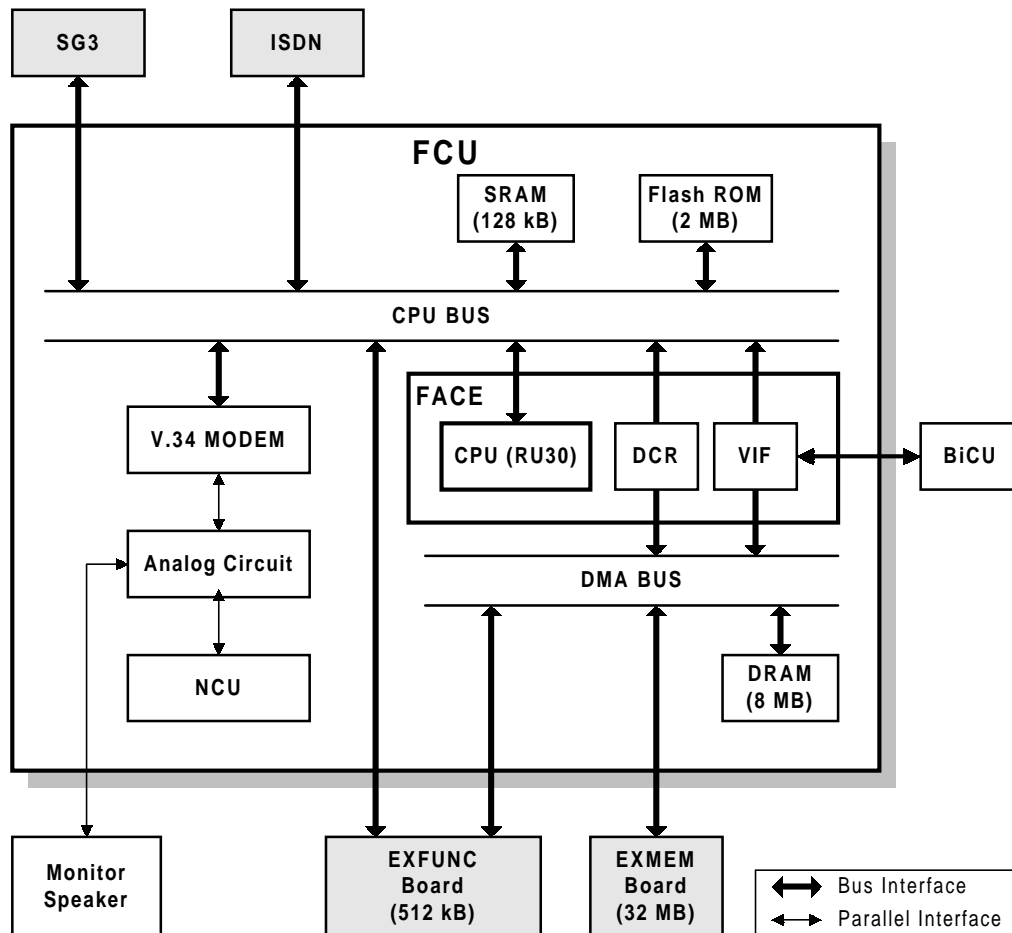 SG3
ISDN
FCU
SRAM
(128 kB)
Flash ROM
(2 MB)
CPU BUS
FACE
V.34 MODEM
CPU (RU30)
DCR
VIF
BiCU
Analog Circuit
DMA BUS
NCU
DRAM
(8 MB)
Monitor
Speaker
EXFUNC
Board
(512 kB)
EXMEM
Board
(32 MB)
Bus Interface
Parallel Interface